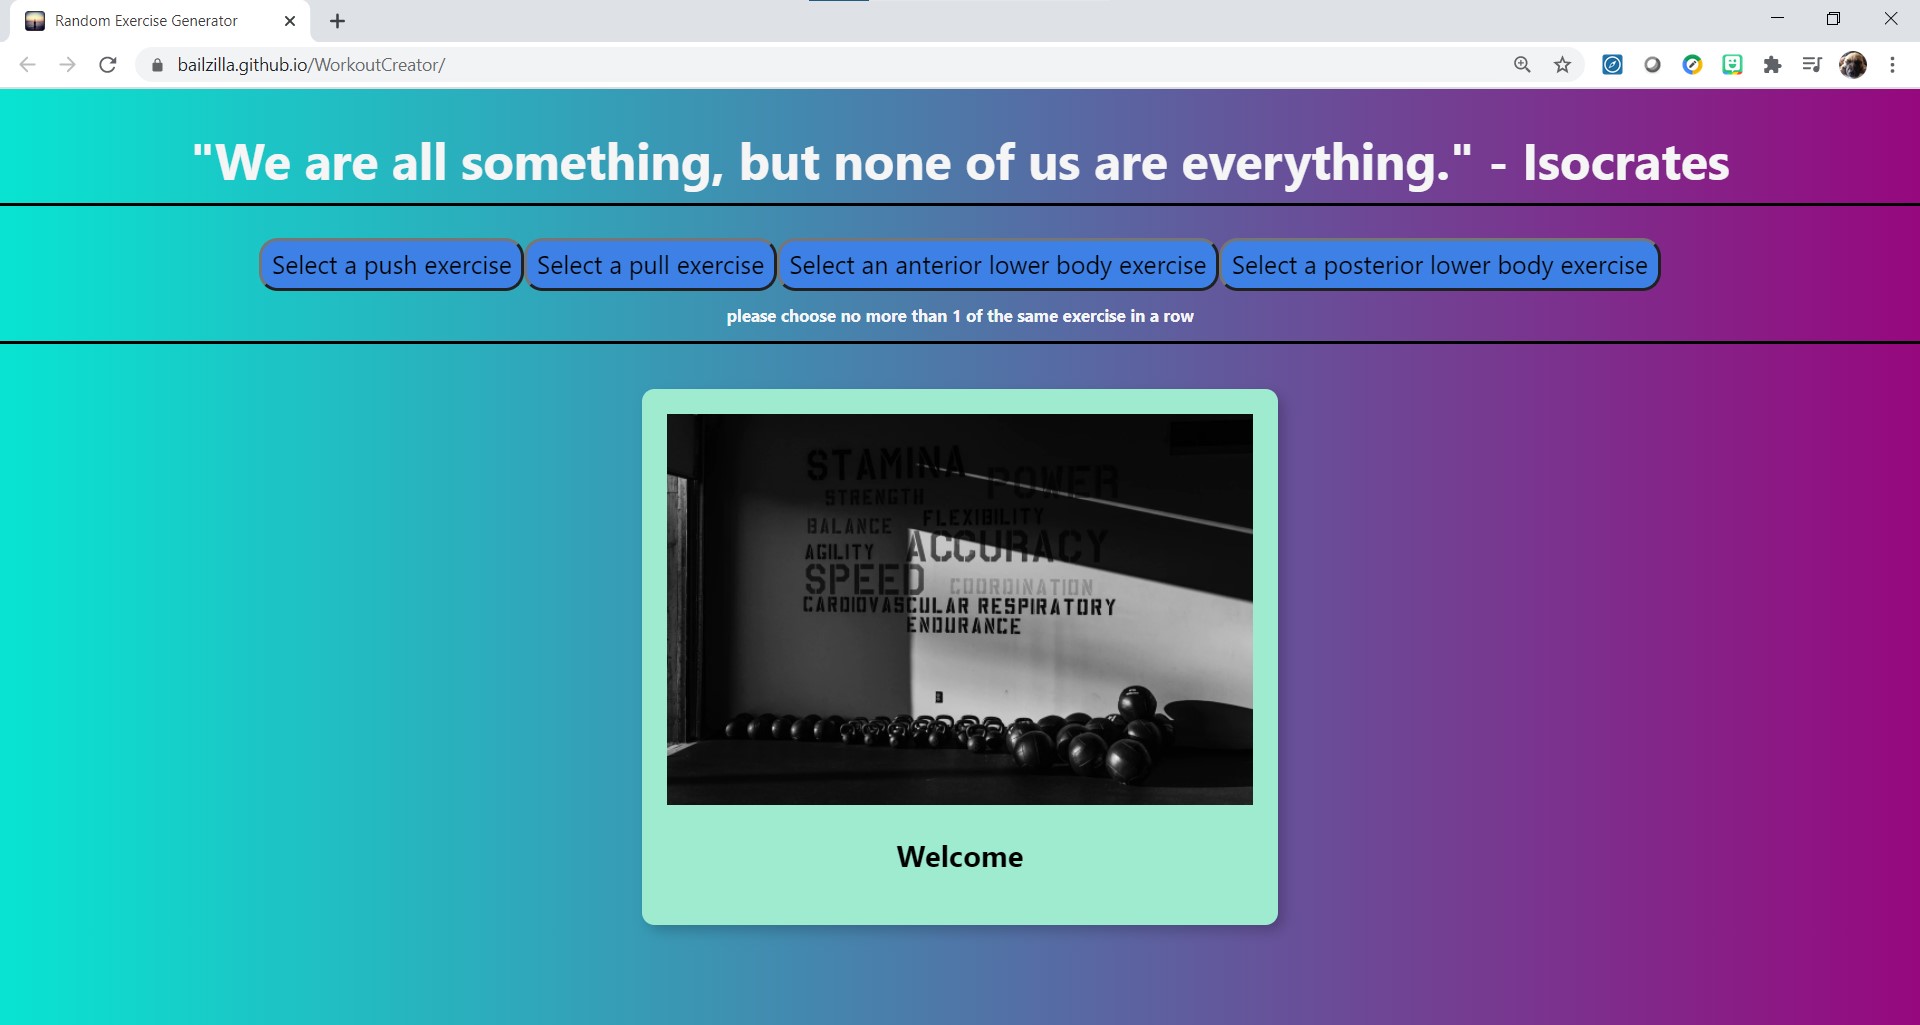 Random Exercise Generator
bailzilla.github.io/WorkoutCreator/
"We are all something, but none of us are everything." - Isocrates
Select a push exercise Select a pull exercise Select an anterior lower body exercise Select a posterior lower body exercise
please choose no more than 1 of the same exercise in a row
STAMINA
POWER
STRENGTH
BALANCE FLEXIBILITY
AGILITY ACCURACY
SPEED COORDINATION
CARDIOVASCULAR RESPIRATORY
ENDURANCE
Welcome